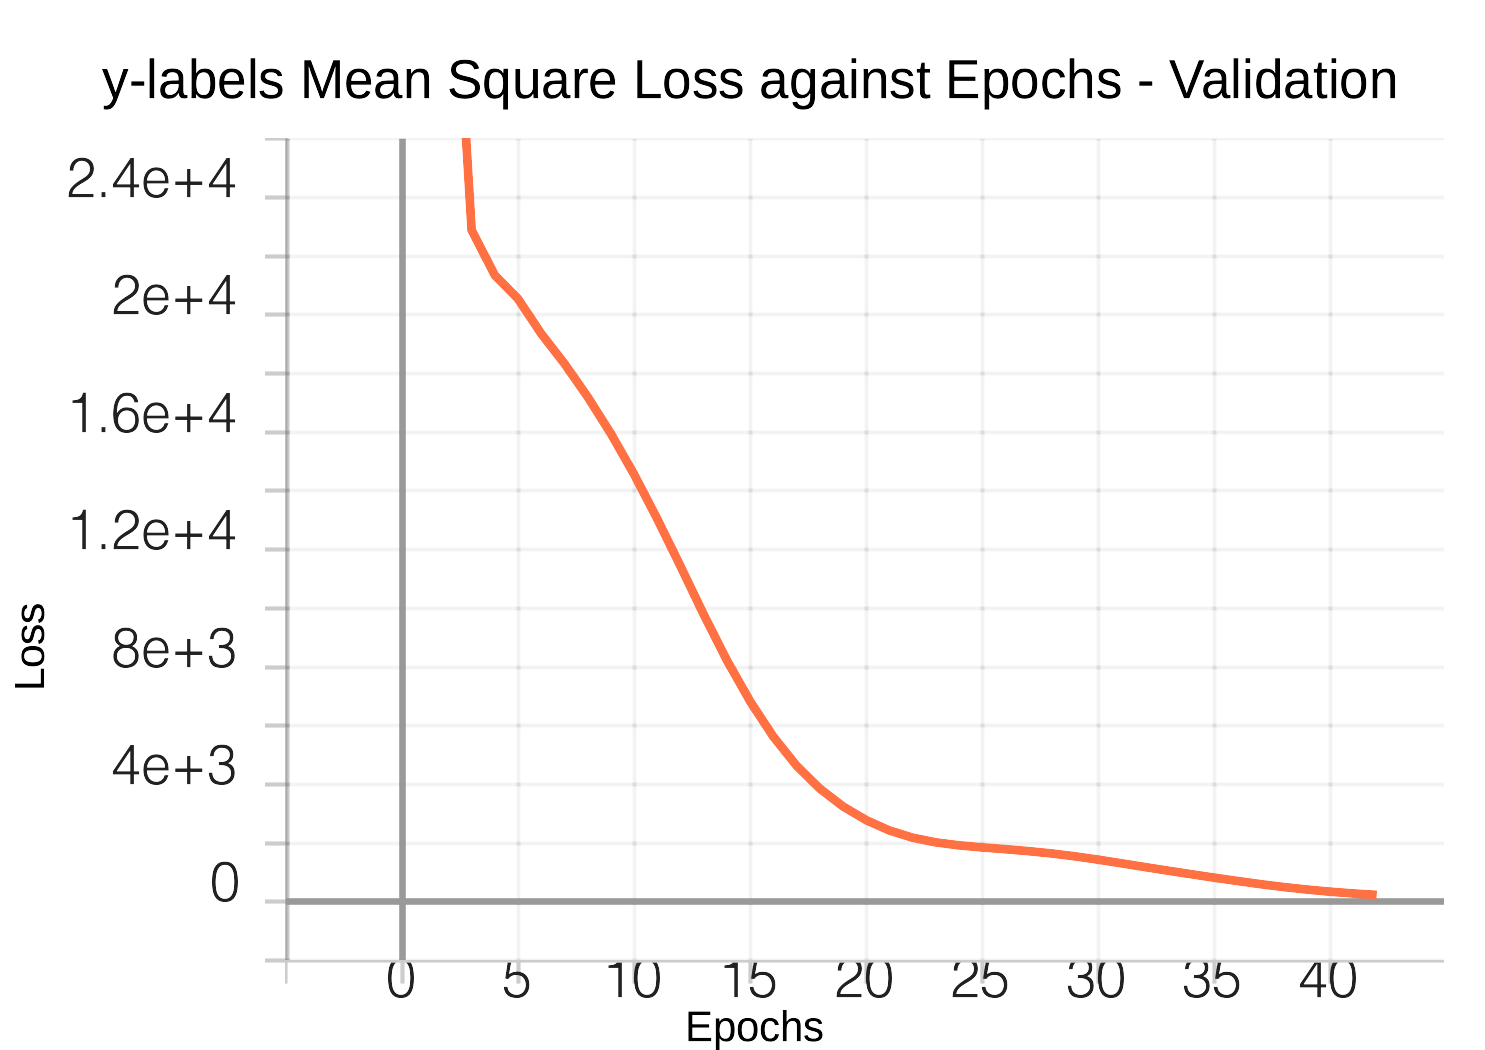 y-labels Mean Square Loss against Epochs - Validation
2.4e+4
2e+4
1.6e+4
1.2e+4
8e+3
4e+3
0
Loss
0 5 10 15 20 25 30 35 40
Epochs